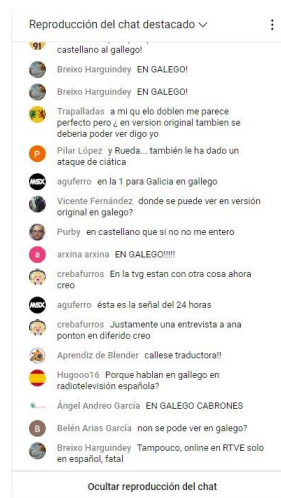 Reproducción del chat destacado
91
castellano al gallego!
Breixo Harguindey EN GALEGO!
Breixo Harguindey EN GALEGO!
Trapalladas a mi qu elo doblen me parece
perfecto pero ¿ en version original tambien se
deberia poder ver digo yo
P
Pilar López y Rueda... también le ha dado un
ataque de ciática
MSX
aguferro en la 1 para Galicia en gallego
Vicente Fernández donde se puede ver en versión
original en gallego?
Purby en castellano que si no no me entero
a
arxina arxina EN GALEGO!!!!!
crebafurros En la tvg estan con otra cosa ahora
creo
MSX
aguferro ésta es la señal del 24 horas
crebafurros Justamente una entrevista a ana
ponton en diferido creo
Aprendiz de Blender callese traductora!!
Hugooo16 Porque hablan en gallego en
radiotelevisión española?
Ángel Andreo García EN GALEGO CABRONES
B
Belén Arias García non se pode ver en galego?
Breixo Harguindey Tampouco, online en RTVE solo
en español, fatal
Ocultar reproducción del chat